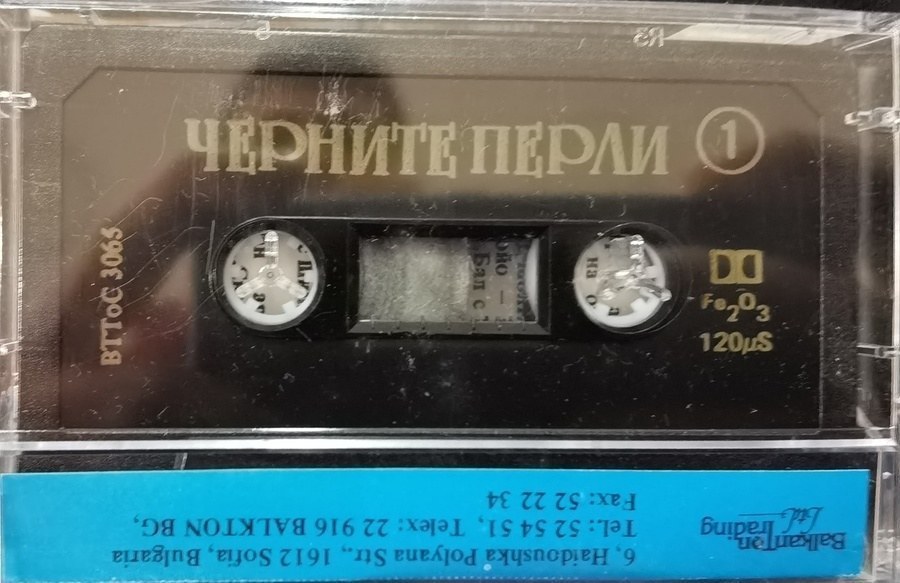 ЧЕРНИТЕ ПЕРЛИ 1
ВТТоС 3065
Fe2O3
120µS
BalkanTon
Trading
Ltd.
6, Haidoushka Polyana Str., 1612 Sofia, Bulgaria
Tel.: 52 54 51, Telex: 22 916 BALKTON BG,
Fax: 52 22 34